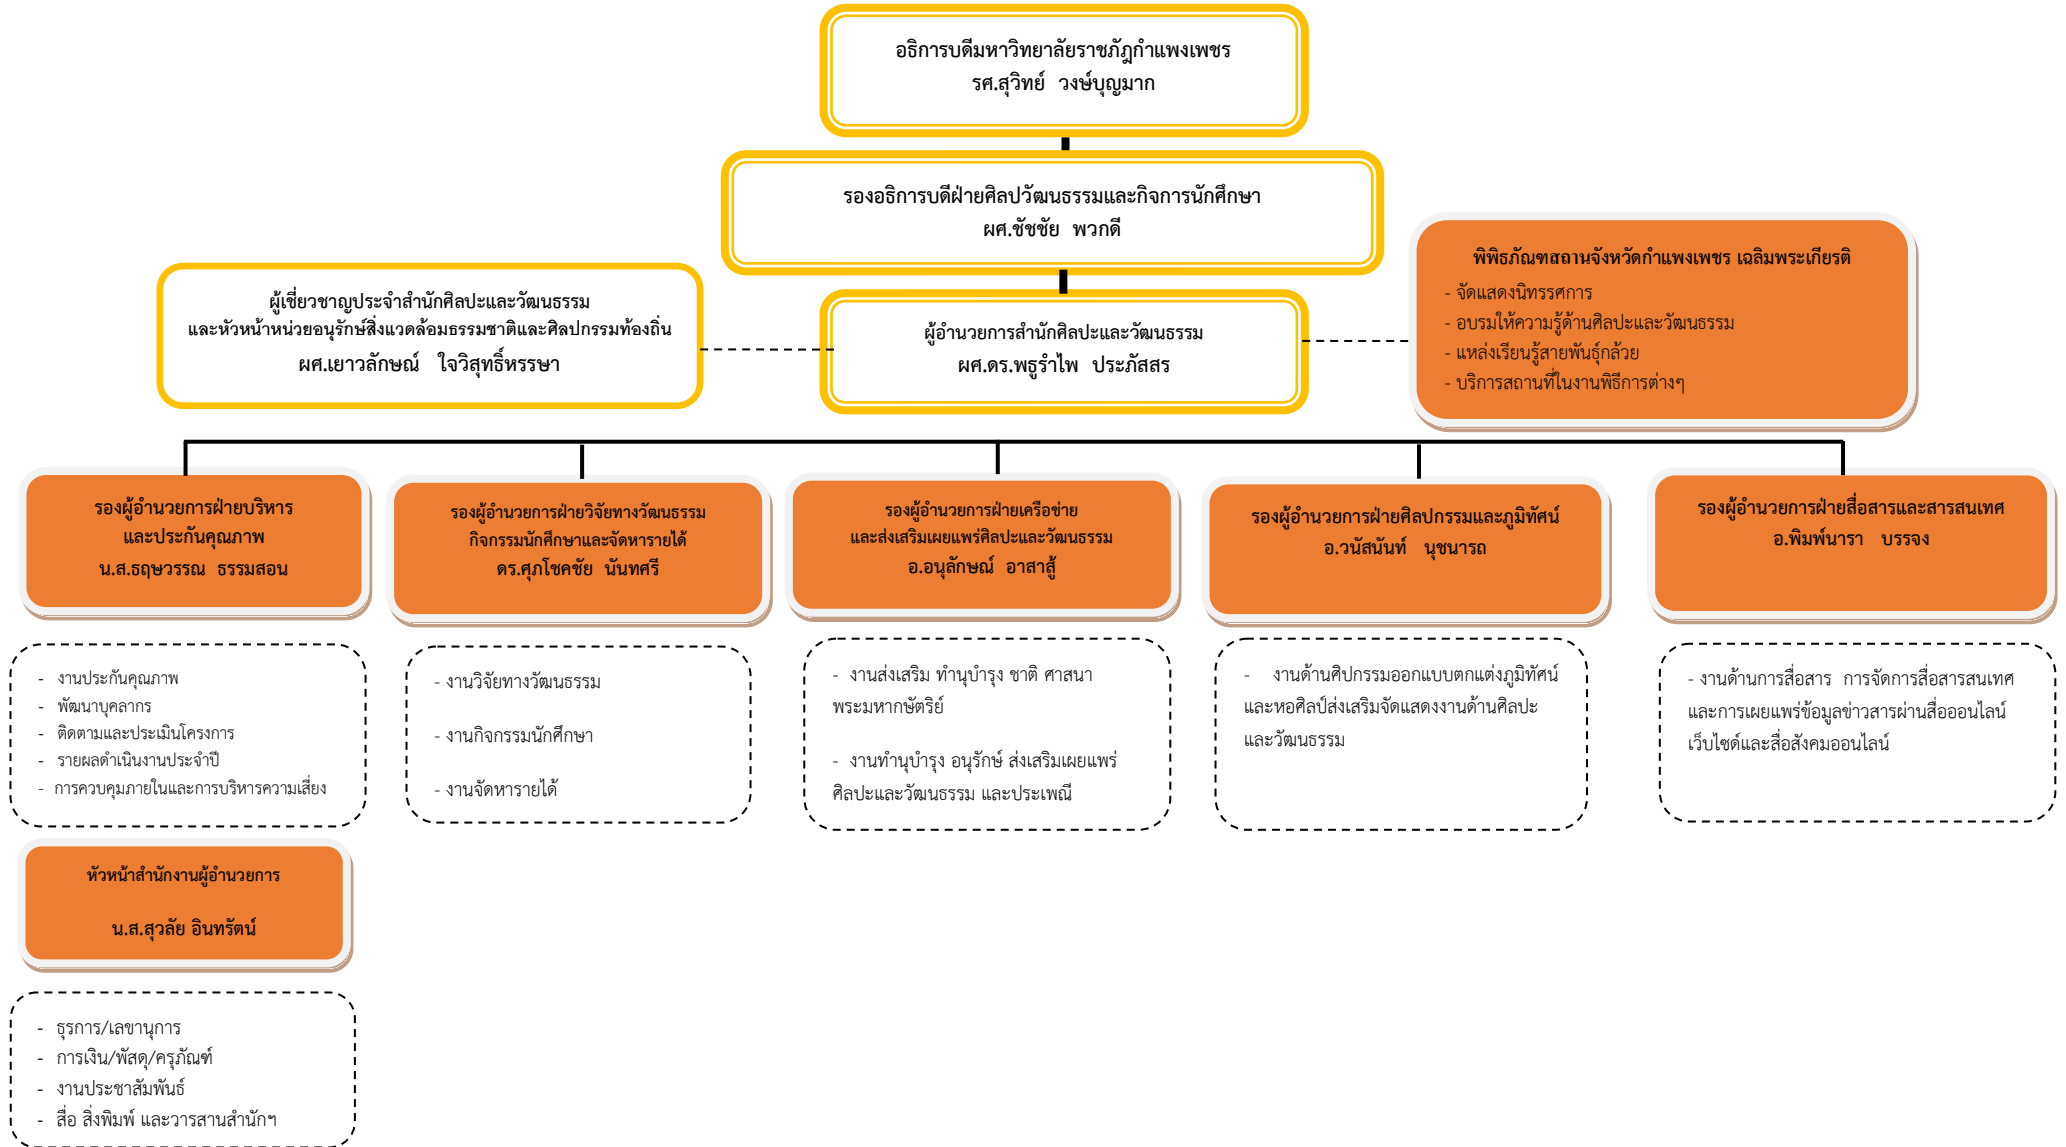 อธิการบดีมหาวิทยาลัยราชภัฏกำแพงเพชร
รศ.สุวิทย์ วงษ์บุญมาก
รองอธิการบดีฝ่ายศิลปวัฒนธรรมและกิจการนักศึกษา
ผศ.ชัชชัย พวกดี
ผู้เชี่ยวชาญประจำสำนักศิลปะและวัฒนธรรม
และหัวหน้าหน่วยอนุรักษ์สิ่งแวดล้อมธรรมชาติและศิลปกรรมท้องถิ่น
ผศ.เยาวลักษณ์ ใจวิสุทธิ์หรรษา
ผู้อำนวยการสำนักศิลปะและวัฒนธรรม
ผศ.ดร.พธูรำไพ ประภัสสร
พิพิธภัณฑสถานจังหวัดกำแพงเพชร เฉลิมพระเกียรติ
- จัดแสดงนิทรรศการ
- อบรมให้ความรู้ด้านศิลปะและวัฒนธรรม
- แหล่งเรียนรู้สายพันธุ์กล้วย
- บริการสถานที่ในงานพิธีการต่างๆ
รองผู้อำนวยการฝ่ายบริหาร
และประกันคุณภาพ
น.ส.ธฤษวรรณ ธรรมสอน
รองผู้อำนวยการฝ่ายวิจัยทางวัฒนธรรม
กิจกรรมนักศึกษาและจัดหารายได้
ดร.ศุภโชคชัย นันทศรี
รองผู้อำนวยการฝ่ายเครือข่าย
และส่งเสริมเผยแพร่ศิลปะและวัฒนธรรม
อ.อนุลักษณ์ อาสาสู้
รองผู้อำนวยการฝ่ายศิลปกรรมและภูมิทัศน์
อ.วนัสนันท์ นุชนารถ
รองผู้อำนวยการฝ่ายสื่อสารและสารสนเทศ
อ.พิมพ์นารา บรรจง
- งานประกันคุณภาพ
- พัฒนาบุคลากร
- ติดตามและประเมินโครงการ
- รายผลดำเนินงานประจำปี
- การควบคุมภายในและการบริหารความเสี่ยง
- งานวิจัยทางวัฒนธรรม
- งานกิจกรรมนักศึกษา
- งานจัดหารายได้
- งานส่งเสริม ทำนุบำรุง ชาติ ศาสนา
พระมหากษัตริย์
- งานทำนุบำรุง อนุรักษ์ ส่งเสริมเผยแพร่
ศิลปะและวัฒนธรรม และประเพณี
- งานด้านศิปกรรมออกแบบตกแต่งภูมิทัศน์
และหอศิลป์ส่งเสริมจัดแสดงงานด้านศิลปะ
และวัฒนธรรม
- งานด้านการสื่อสาร การจัดการสื่อสารสนเทศ
และการเผยแพร่ข้อมูลข่าวสารผ่านสื่อออนไลน์
เว็บไซด์และสื่อสังคมออนไลน์
หัวหน้าสำนักงานผู้อำนวยการ
น.ส.สุวลัย อินทรัตน์
- ธุรการ/เลขานุการ
- การเงิน/พัสดุ/ครุภัณฑ์
- งานประชาสัมพันธ์
- สื่อ สิ่งพิมพ์ และวารสานสำนักฯ